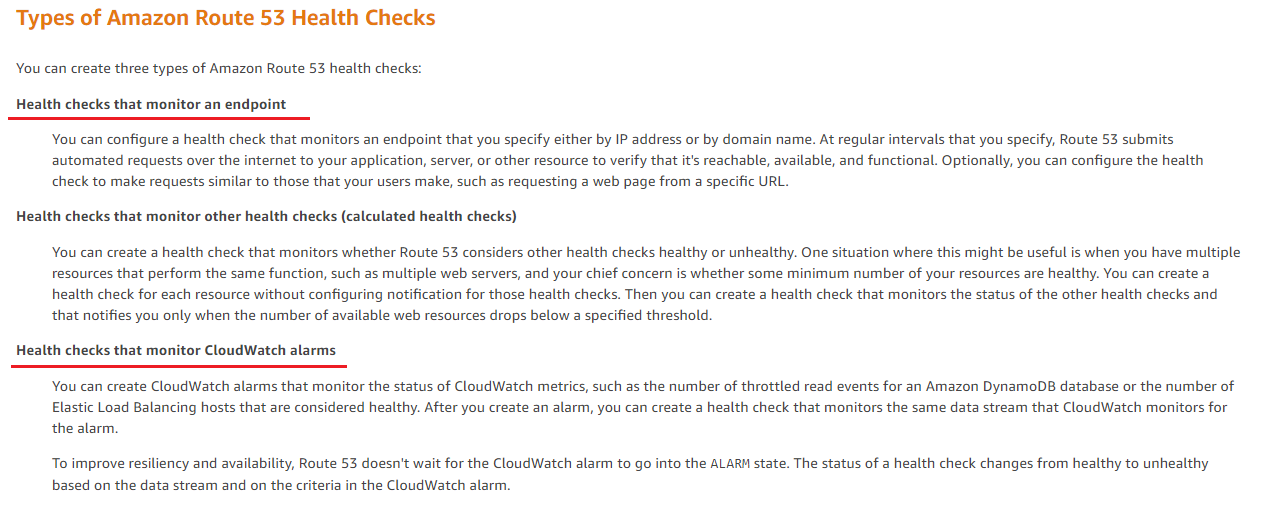 Types of Amazon Route 53 Health Checks
You can create three types of Amazon Route 53 health checks:
Health checks that monitor an endpoint
You can configure a health check that monitors an endpoint that you specify either by IP address or by domain name. At regular intervals that you specify, Route 53 submits
automated requests over the internet to your application, server, or other resource to verify that it's reachable, available, and functional. Optionally, you can configure the health
check to make requests similar to those that your users make, such as requesting a web page from a specific URL.
Health checks that monitor other health checks (calculated health checks)
You can create a health check that monitors whether Route 53 considers other health checks healthy or unhealthy. One situation where this might be useful is when you have multiple
resources that perform the same function, such as multiple web servers, and your chief concern is whether some minimum number of your resources are healthy. You can create a
health check for each resource without configuring notification for those health checks. Then you can create a health check that monitors the status of the other health checks and
that notifies you only when the number of available web resources drops below a specified threshold.
Health checks that monitor CloudWatch alarms
You can create CloudWatch alarms that monitor the status of CloudWatch metrics, such as the number of throttled read events for an Amazon DynamoDB database or the number of
Elastic Load Balancing hosts that are considered healthy. After you create an alarm, you can create a health check that monitors the same data stream that CloudWatch monitors for
the alarm.
To improve resiliency and availability, Route 53 doesn't wait for the CloudWatch alarm to go into the ALARM state. The status of a health check changes from healthy to unhealthy
based on the data stream and on the criteria in the CloudWatch alarm.